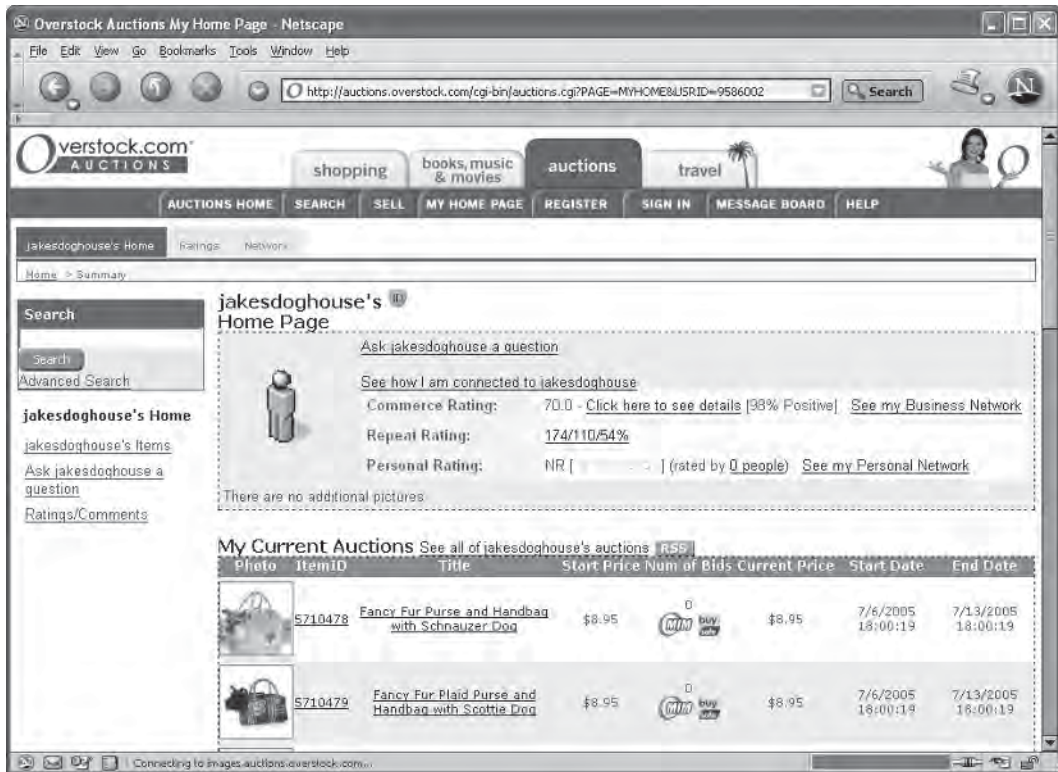 Overstock Auctions My Home Page - Netscape
File Edit View Go Bookmarks Tools Window Help
http://auctions.overstock.com/cgi-bin/auctions.cgi?PAGE=MYHOME&USRID=9586002
Search
N
Overstock.com
AUCTIONS
shopping
books, music & movies
auctions
travel
O
AUCTIONS HOME SEARCH SELL MY HOME PAGE REGISTER SIGN IN MESSAGE BOARD HELP
jakesdoghouse's Home Ratings Network
Home > Summary
Search
Search
Advanced Search
jakesdoghouse's Home
jakesdoghouse's Items
Ask jakesdoghouse a
question
Ratings/Comments
jakesdoghouse's ID
Home Page
Ask jakesdoghouse a question
See how I am connected to jakesdoghouse
Commerce Rating: 70.0 - Click here to see details [98% Positive] See my Business Network
Repeat Rating: 174/110/54%
Personal Rating: NR [ - ] (rated by 0 people) See my Personal Network
There are no additional pictures
My Current Auctions See all of jakesdoghouse's auctions RSS
Photo ItemID Title Start Price Num of Bids Current Price Start Date End Date
5710478 Fancy Fur Purse and Handbag with Schnauzer Dog $8.95 0 buy $8.95 7/6/2005 18:00:19 7/13/2005 18:00:19
5710479 Fancy Fur Plaid Purse and Handbag with Scottie Dog $8.95 0 buy $8.95 7/6/2005 18:00:19 7/13/2005 18:00:19
Connecting to images.auctions.overstock.com...